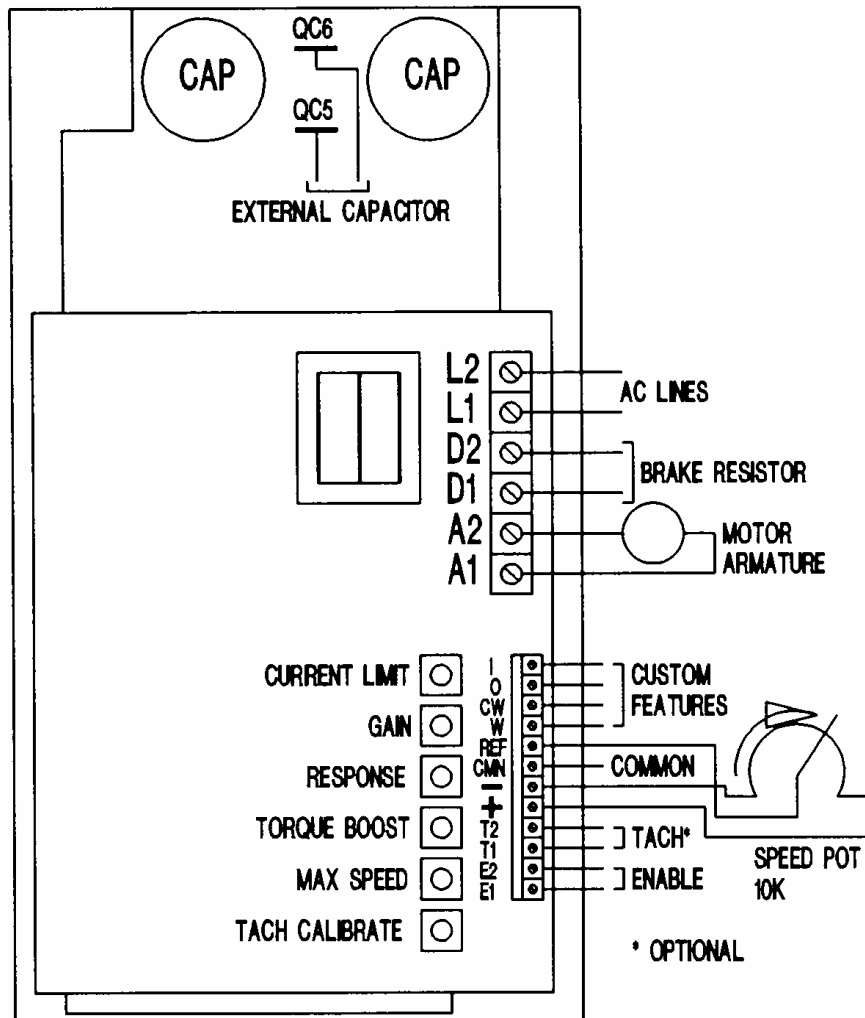 QC6
CAP
CAP
QC5
EXTERNAL CAPACITOR
L2
AC LINES
L1
D2
BRAKE RESISTOR
D1
A2
MOTOR
ARMATURE
A1
CURRENT LIMIT
I
CUSTOM
FEATURES
O
CW
GAIN
W
REF
RESPONSE
CMN
COMMON
-
+
TORQUE BOOST
T2
TACH*
T1
SPEED POT
10K
MAX SPEED
E2
ENABLE
E1
TACH CALIBRATE
* OPTIONAL